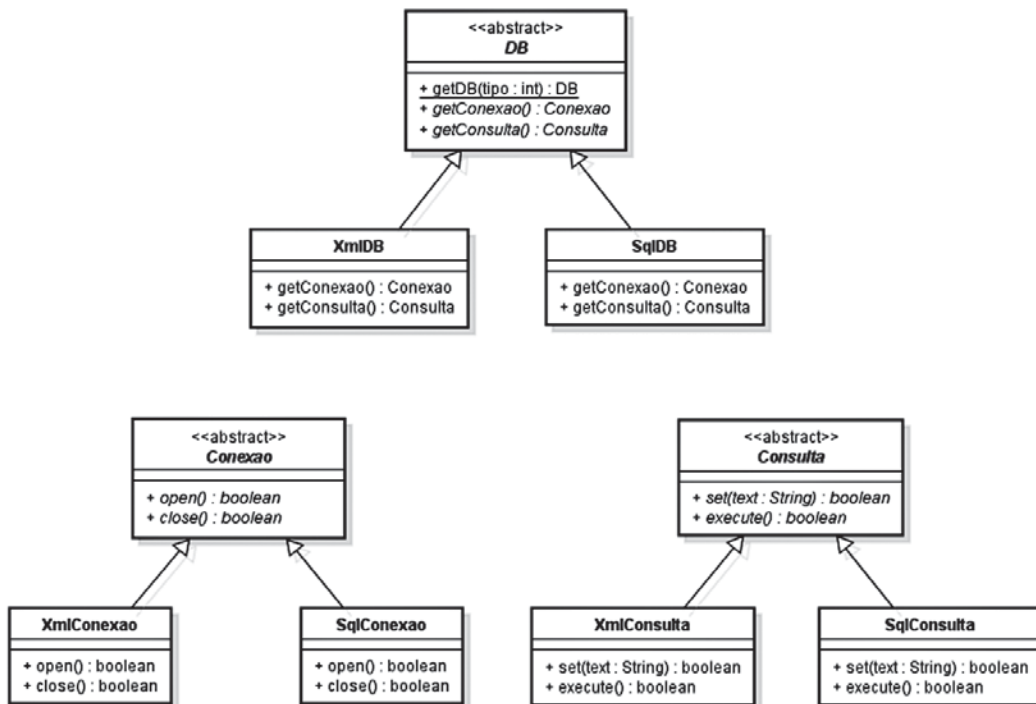 <<abstract>>
DB
+ getDB(tipo : int) : DB
+ getConexao() : Conexao
+ getConsulta() : Consulta
XmlDB
+ getConexao() : Conexao
+ getConsulta() : Consulta
SqlDB
+ getConexao() : Conexao
+ getConsulta() : Consulta
<<abstract>>
Conexao
+ open() : boolean
+ close() : boolean
<<abstract>>
Consulta
+ set(text : String) : boolean
+ execute() : boolean
XmlConexao
+ open() : boolean
+ close() : boolean
SqlConexao
+ open() : boolean
+ close() : boolean
XmlConsulta
+ set(text : String) : boolean
+ execute() : boolean
SqlConsulta
+ set(text : String) : boolean
+ execute() : boolean